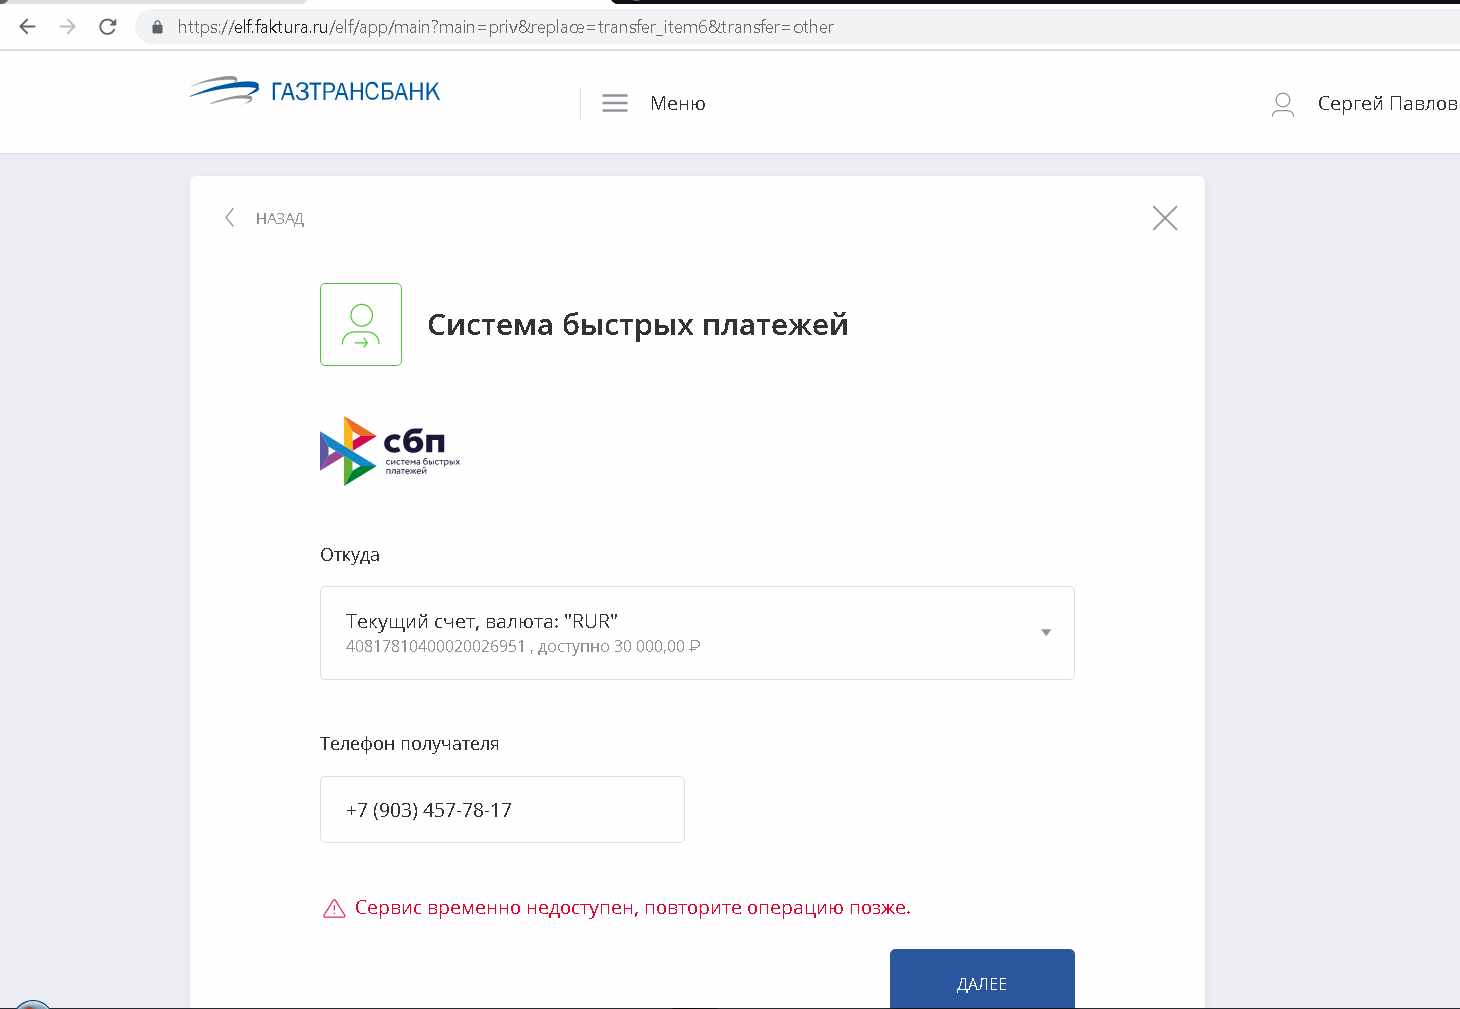 https://elf.faktura.ru/elf/app/main?main=priv&replace=transfer_item6&transfer=other
ГАЗТРАНСБАНК
Меню
Сергей Павлов
НАЗАД
Система быстрых платежей
сбп
система быстрых
платежей
Откуда
Текущий счет, валюта: "RUR"
40817810400020026951 , доступно 30 000,00 ₽
Телефон получателя
+7 (903) 457-78-17
Сервис временно недоступен, повторите операцию позже.
ДАЛЕЕ